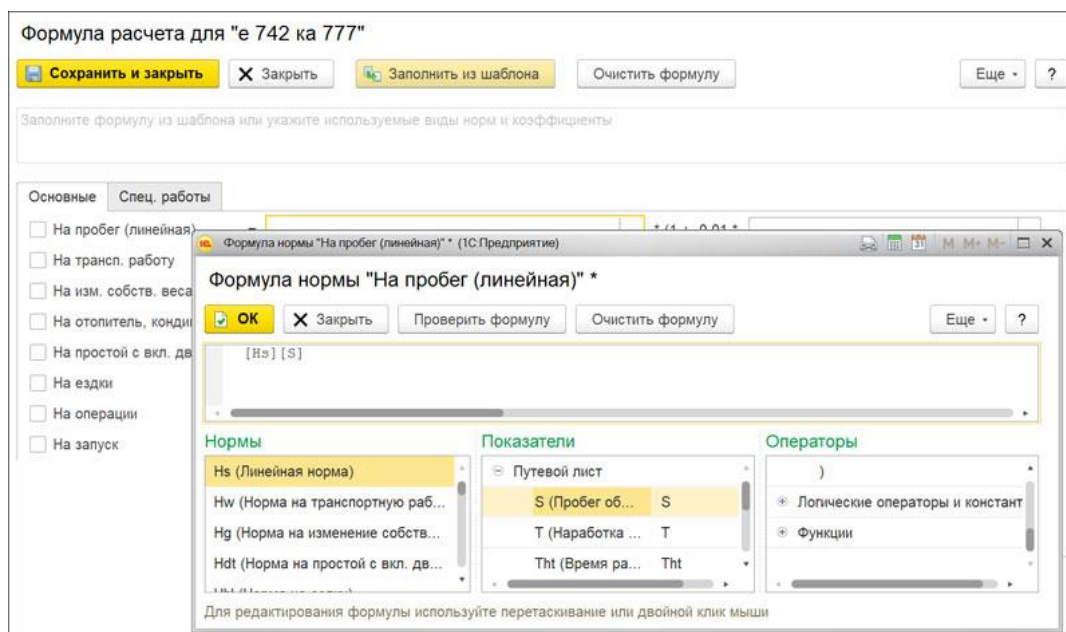 Формула расчета для "е 742 ка 777"
Сохранить и закрыть Закрыть Заполнить из шаблона Очистить формулу Еще ?
Заполните формулу из шаблона или укажите используемые виды норм и коэффициенты
Основные Спец. работы
На пробег (линейная) = * (1 + 0.01 *
На трансп. работу
На изм. собств. веса
На отопитель,
На простой с вкл.
На ездки
На операции
На запуск
Формула нормы "На пробег (линейная)" * (1С:Предприятие) M M+ M-
Формула нормы "На пробег (линейная)" *
ОК Закрыть Проверить формулу Очистить формулу Еще ?
[Hs][S]
Нормы Показатели Операторы
Hs (Линейная норма) Путевой лист )
Hw (Норма на транспортную раб... S (Пробег об... S Логические операторы и констант
Hg (Норма на изменение собств... T (Наработка ... T Функции
Hdt (Норма на простой с вкл. дв... Tht (Время ра... Tht
Для редактирования формулы используйте перетаскивание или двойной клик мыши